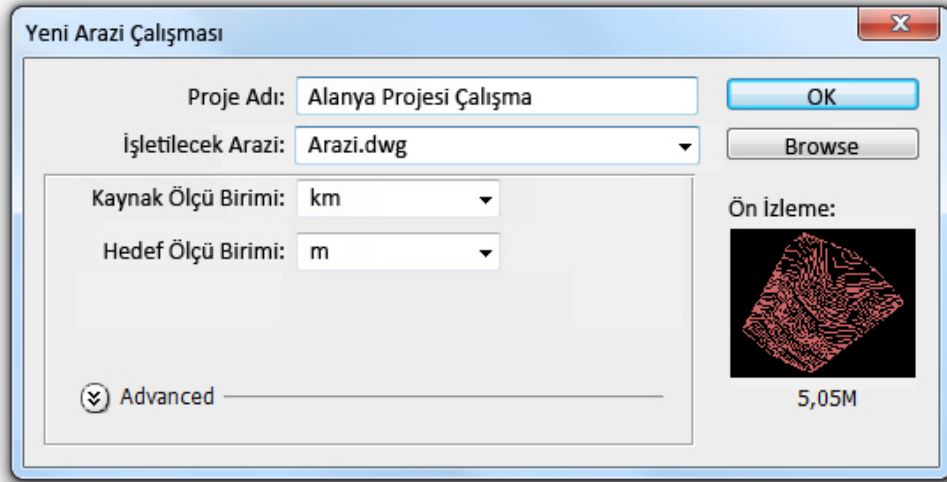 Yeni Arazi Çalışması
Proje Adı: Alanya Projesi Çalışma
OK
İşletilecek Arazi: Arazi.dwg
Browse
Kaynak Ölçü Birimi: km
Hedef Ölçü Birimi: m
Ön İzleme:
5,05M
Advanced